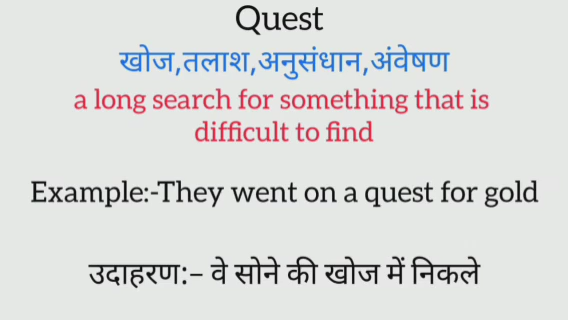 Quest
खोज,तलाश,अनुसंधान,अंवेषण
a long search for something that is
difficult to find
Example:-They went on a quest for gold
उदाहरण:– वे सोने की खोज में निकले